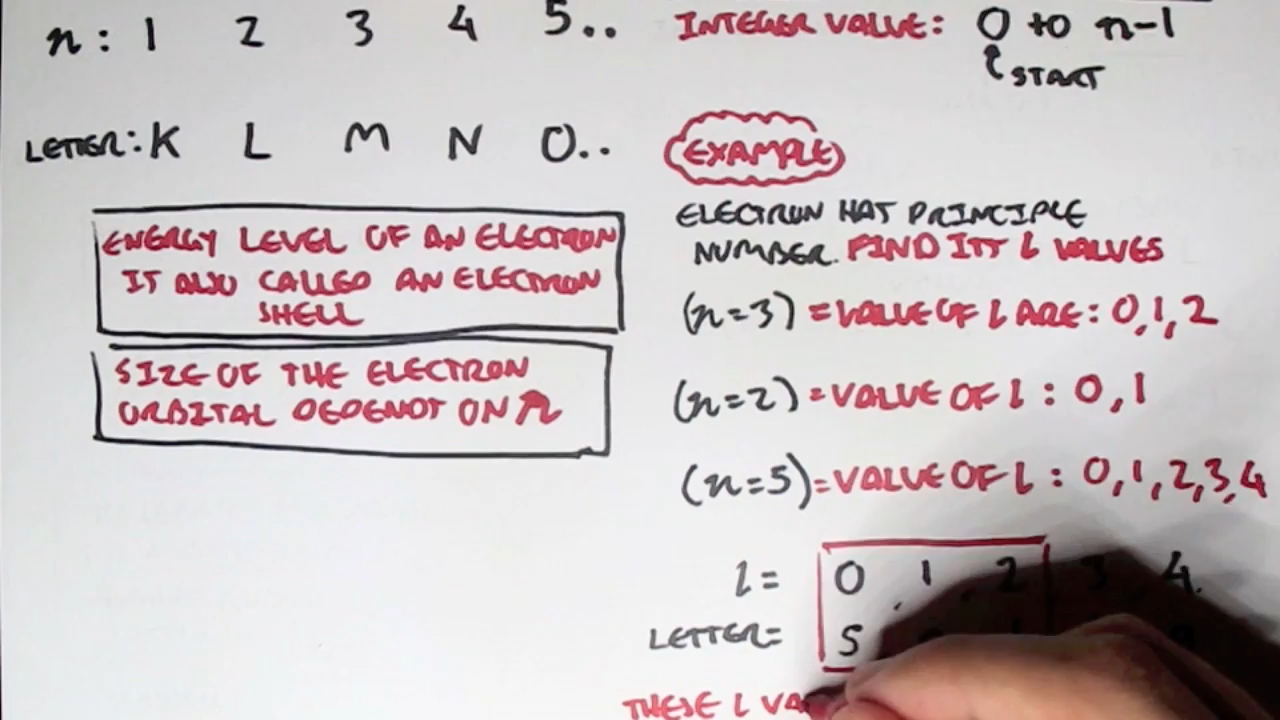 n: 1 2 3 4 5..
LETTER: K L M N O..
ENERGY LEVEL OF AN ELECTRON
IT ALSO CALLED AN ELECTRON
SHELL
SIZE OF THE ELECTRON
ORBITAL DEPENDT ON n
INTEGER VALUE: 0 to n-1
START
EXAMPLE
ELECTRON HAS PRINCIPLE
NUMBER. FIND ITS L VALUES
(n=3) = VALUE OF L ARE: 0,1,2
(n=2) = VALUE OF L : 0,1
(n=5) = VALUE OF L : 0,1,2,3,4
l= 0 , 1 , 2 3 4
LETTER= S
THESE L VA